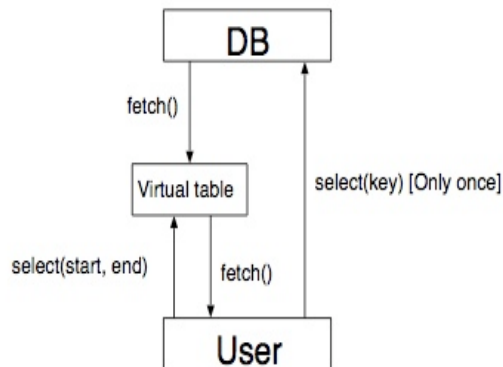 DB
fetch()
Virtual table
select(key) [Only once]
select(start, end)
fetch()
User